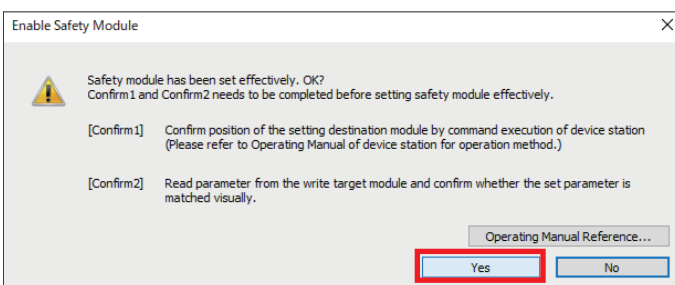 Enable Safety Module
Safety module has been set effectively. OK?
Confirm1 and Confirm2 needs to be completed before setting safety module effectively.
[Confirm1] Confirm position of the setting destination module by command execution of device station
(Please refer to Operating Manual of device station for operation method.)
[Confirm2] Read parameter from the write target module and confirm whether the set parameter is
matched visually.
Operating Manual Reference...
Yes No